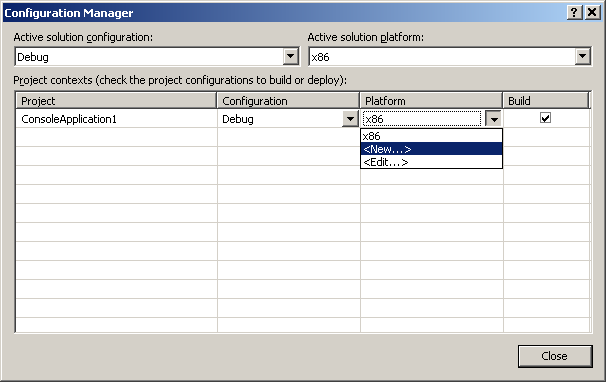 Configuration Manager
Active solution configuration: Active solution platform:
Debug x86
Project contexts (check the project configurations to build or deploy):
Project Configuration Platform Build
ConsoleApplication1 Debug x86
x86
<New...>
<Edit...>
Close